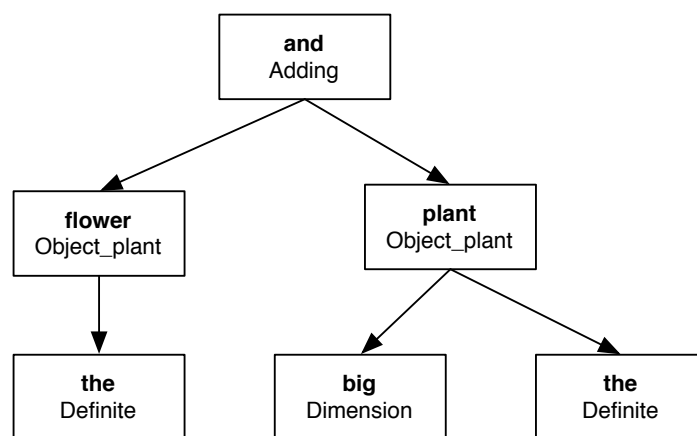 and
Adding
flower
Object_plant
plant
Object_plant
the
Definite
big
Dimension
the
Definite